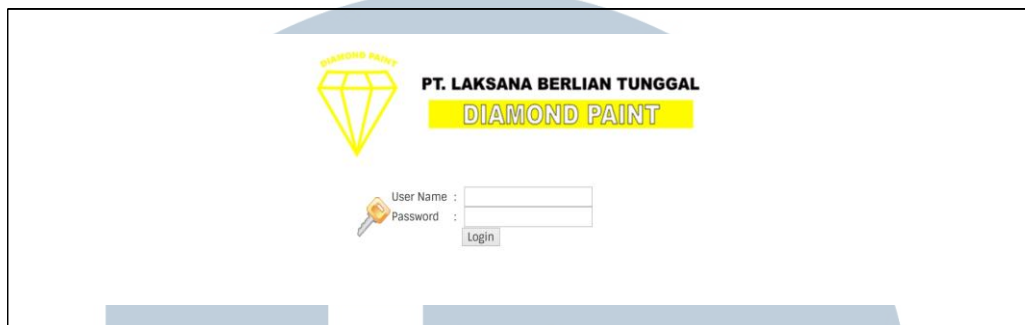 DIAMOND PAINT
PT. LAKSANA BERLIAN TUNGGAL
DIAMOND PAINT
User Name :
Password :
Login